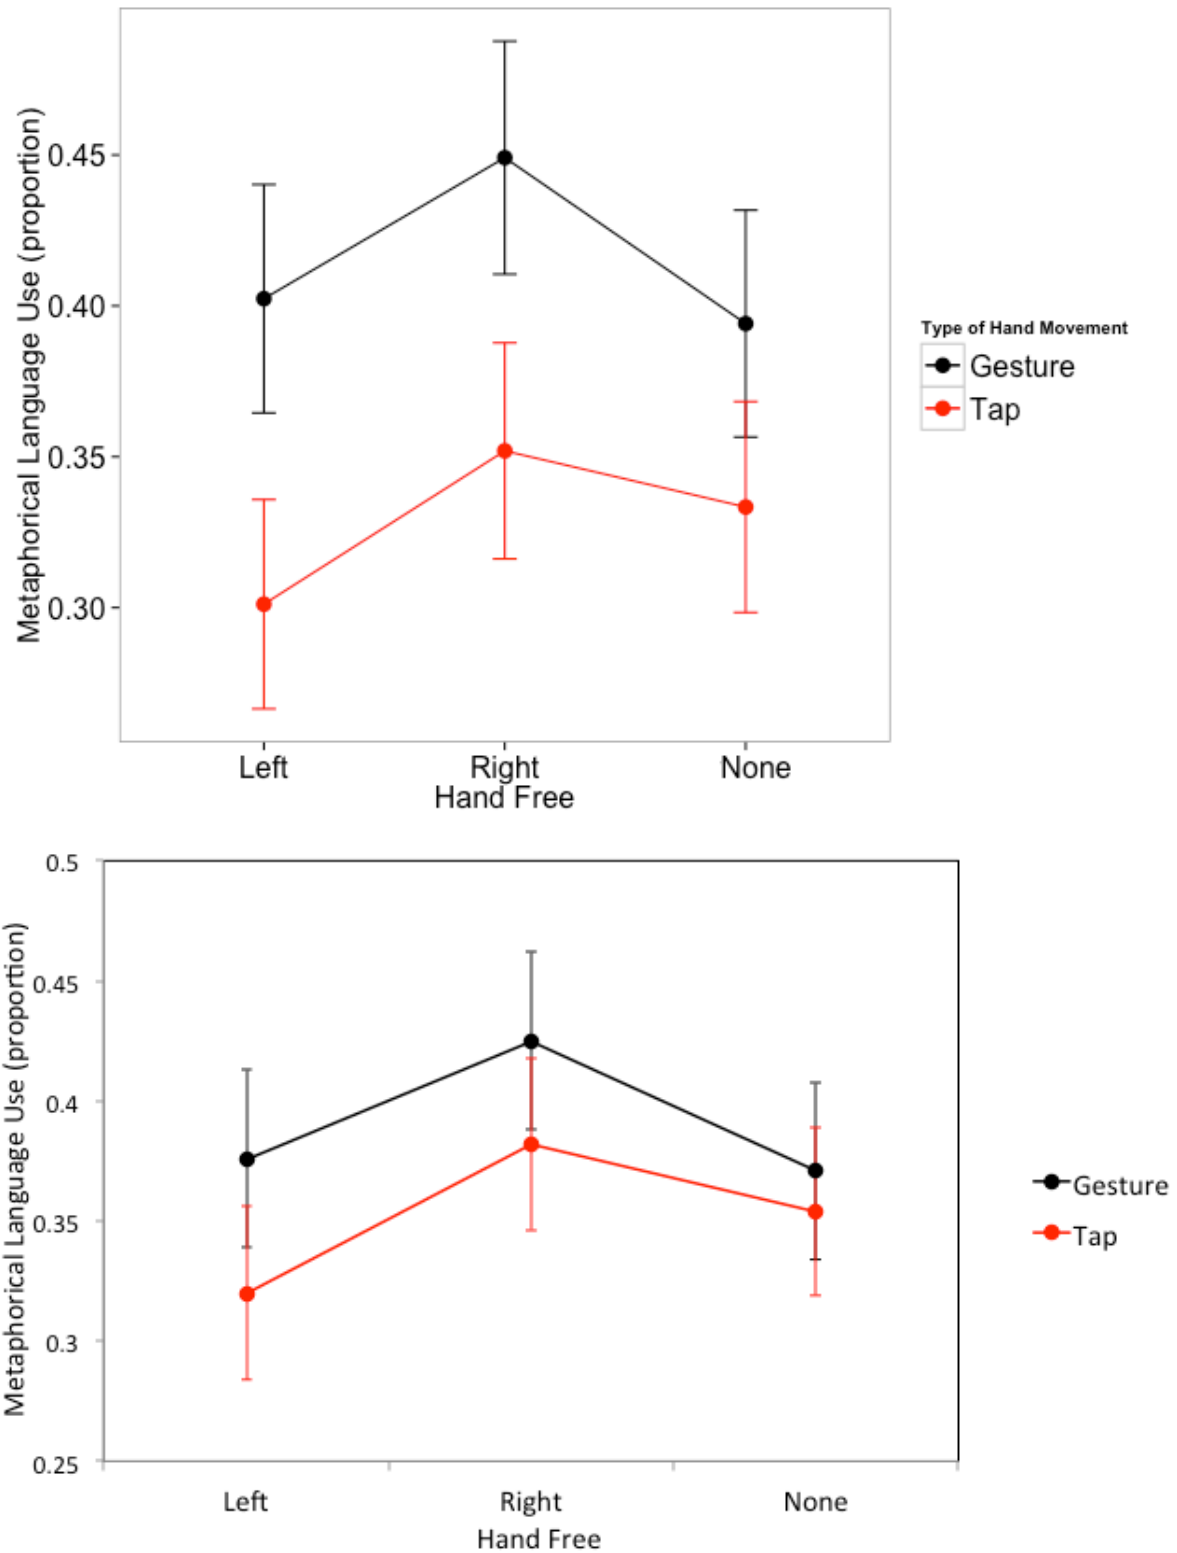 Metaphorical Language Use (proportion)
0.45
0.40
0.35
0.30
Left Right None
Hand Free
Type of Hand Movement
Gesture
Tap
0.5
0.45
0.4
0.35
0.3
0.25
Metaphorical Language Use (proportion)
Left Right None
Hand Free
Gesture
Tap